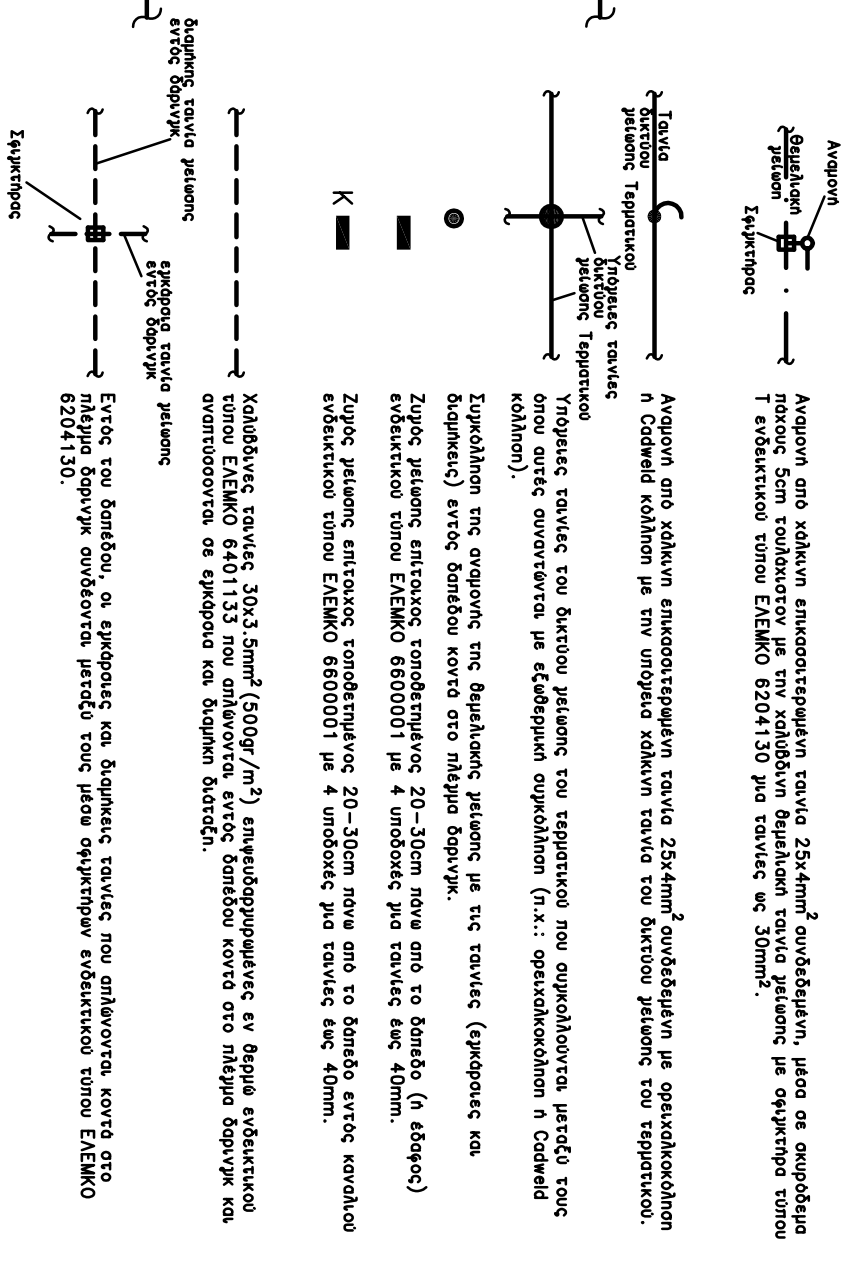 Αναμονή
Θεμελιακή
γείωση
Σφιγκτήρας
Αναμονή από χάλκινη επικασσιτερωμένη ταινία 25x4mm² συνδεδεμένη, μέσα σε σκυρόδεμα
πάχους 5cm τουλάχιστον με την χαλύβδινη θεμελιακή ταινία γείωσης με σφιγκτήρα τύπου
Τ ενδεικτικού τύπου ΕΛΕΜΚΟ 6204130 για ταινίες ως 30mm².
Ταινία
δικτύου
γείωσης Τερματικού
Αναμονή από χάλκινη επικασσιτερωμένη ταινία 25x4mm² συνδεδεμένη με ορειχαλκοκόληση
ή Cadweld κόλληση με την υπόγεια χάλκινη ταινία του δικτύου γείωσης του τερματικού.
Υπόγειες ταινίες
δικτύου
γείωσης Τερματικού
Υπόγειες ταινίες του δικτύου γείωσης του τερματικού που συγκολλούνται μεταξύ τους
όπου αυτές συναντώνται με εξωθερμική συγκόλληση (π.χ.: ορειχαλκοκόληση ή Cadweld
κόλληση).
Συγκόλληση της αναμονής της θεμελιακής γείωσης με τις ταινίες (εγκάρσιες και
διαμήκεις) εντός δαπέδου κοντά στο πλέγμα δαρινγκ.
Ζυγός γείωσης επίτοιχος τοποθετημένος 20-30cm πάνω από το δάπεδο (ή έδαφος)
ενδεικτικού τύπου ΕΛΕΜΚΟ 6600001 με 4 υποδοχές για ταινίες έως 40mm.
Κ
Ζυγός γείωσης επίτοιχος τοποθετημένος 20-30cm πάνω από το δάπεδο εντός καναλιού
ενδεικτικού τύπου ΕΛΕΜΚΟ 6600001 με 4 υποδοχές για ταινίες έως 40mm.
Χαλύβδινες ταινίες 30x3.5mm² (500gr/m²) επιψευδαργυρωμένες εν θερμώ ενδεικτικού
τύπου ΕΛΕΜΚΟ 6401133 που απλώνονται εντός δαπέδου κοντά στο πλέγμα δαρινγκ και
αναπτύσσονται σε εγκάρσια και διαμήκη διάταξη.
διαμήκης ταινία γείωσης
εντός δάρινγκ
εγκάρσια ταινία γείωσης
εντός δάρινγκ
Σφιγκτήρας
Εντός του δαπέδου, οι εγκάρσιες και διαμήκεις ταινίες που απλώνονται κοντά στο
πλέγμα δαρινγκ συνδέονται μεταξύ τους μέσω σφιγκτήρων ενδεικτικού τύπου ΕΛΕΜΚΟ
6204130.